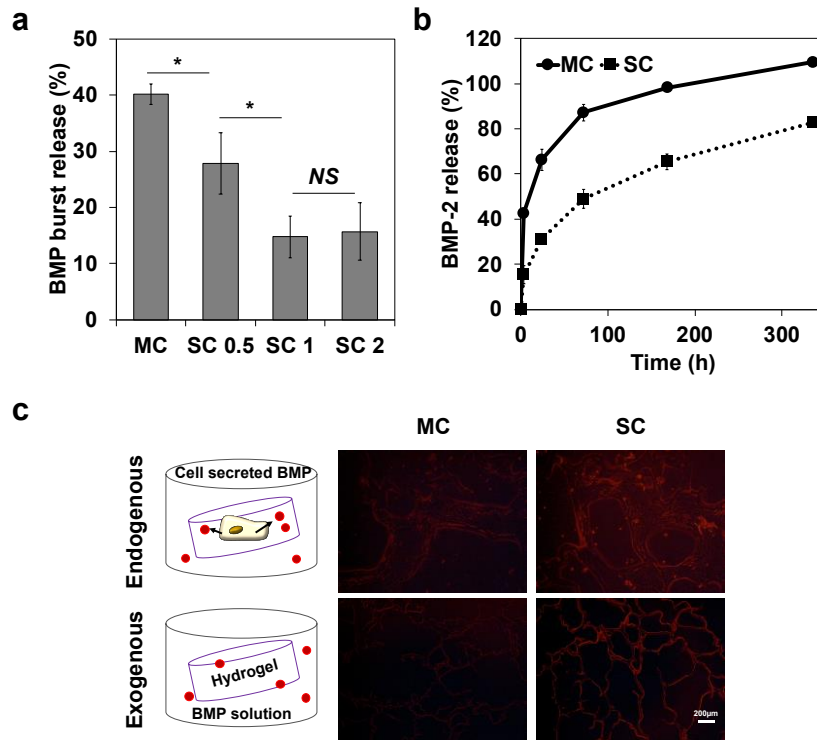 a
BMP burst release (%)
50
40
30
20
10
0
*
*
NS
MC SC 0.5 SC 1 SC 2
b
BMP-2 release (%)
120
100
80
60
40
20
0
MC SC
0 100 200 300
Time (h)
c
MC SC
Endogenous
Cell secreted BMP
Exogenous
Hydrogel
BMP solution
200μm